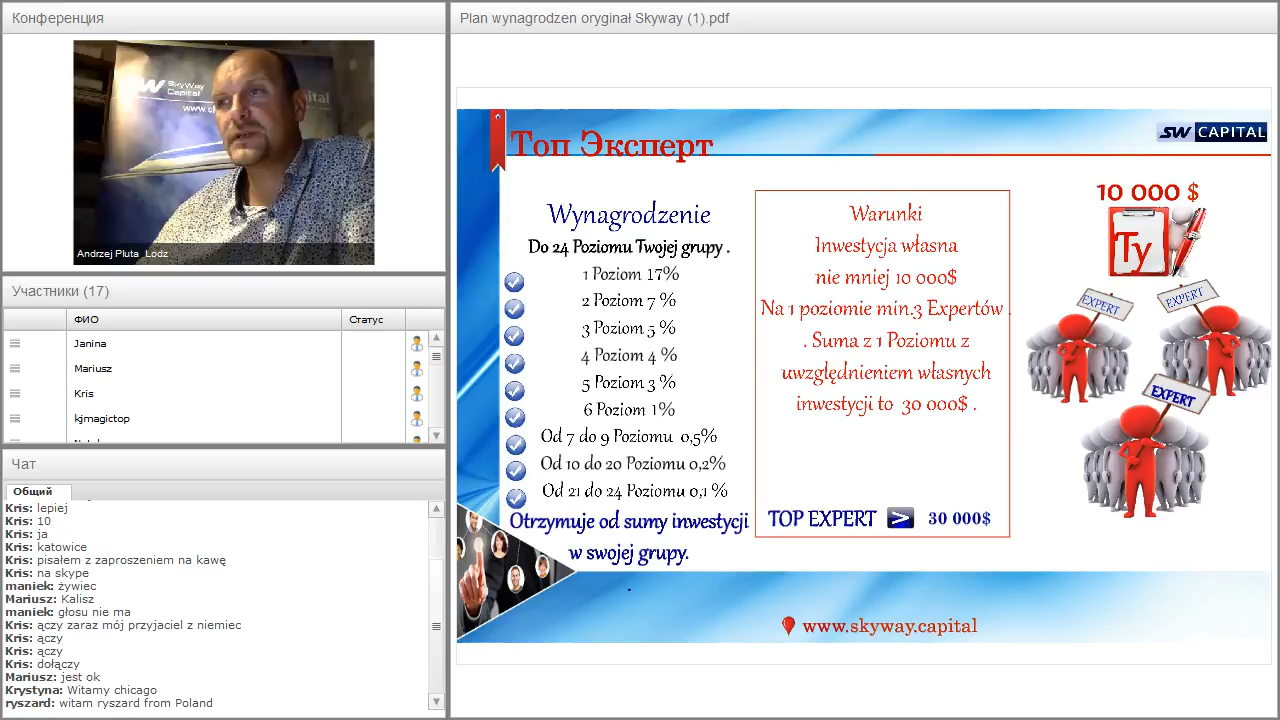 Конференция
SkyWay
Capital
www.s
Andrzej Pluta Lodz
Участники (17)
ФИО
Статус
Janina
Mariusz
Kris
kjmagictop
Чат
Общий
Kris: lepiej
Kris: 10
Kris: ja
Kris: katowice
Kris: pisałem z zaproszeniem na kawę
Kris: na skype
maniek: żywiec
Mariusz: Kalisz
maniek: głosu nie ma
Kris: ączy zaraz mój przyjaciel z niemiec
Kris: ączy
Kris: ączy
Kris: dołączy
Mariusz: jest ok
Krystyna: Witamy chicago
ryszard: witam ryszard from Poland
Plan wynagrodzen oryginał Skyway (1).pdf
Топ Эксперт
SW CAPITAL
Wynagrodzenie
Do 24 Poziomu Twojej grupy .
1 Poziom 17%
2 Poziom 7 %
3 Poziom 5 %
4 Poziom 4 %
5 Poziom 3 %
6 Poziom 1%
Od 7 do 9 Poziomu 0,5%
Od 10 do 20 Poziomu 0,2%
Od 21 do 24 Poziomu 0,1 %
Otrzymuje od sumy inwestycji
w swojej grupy.
.
Warunki
Inwestycja własna
nie mniej 10 000$
Na 1 poziomie min.3 Expertów .
. Suma z 1 Poziomu z
uwzględnieniem własnych
inwestycji to 30 000$ .
TOP EXPERT > 30 000$
10 000 $
Ty
EXPERT
EXPERT
EXPERT
www.skyway.capital